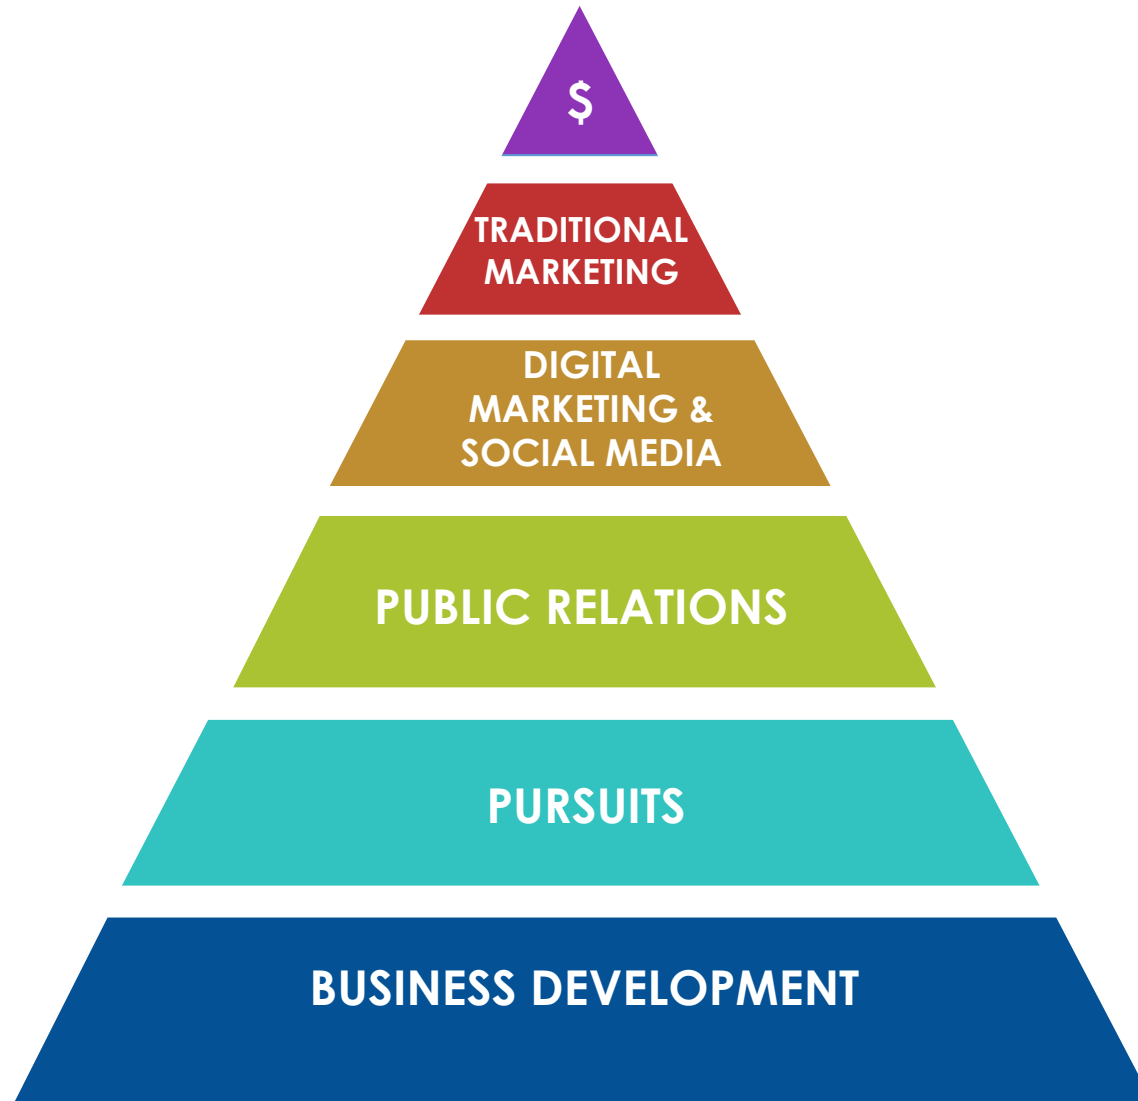 $
TRADITIONAL
MARKETING
DIGITAL
MARKETING &
SOCIAL MEDIA
PUBLIC RELATIONS
PURSUITS
BUSINESS DEVELOPMENT